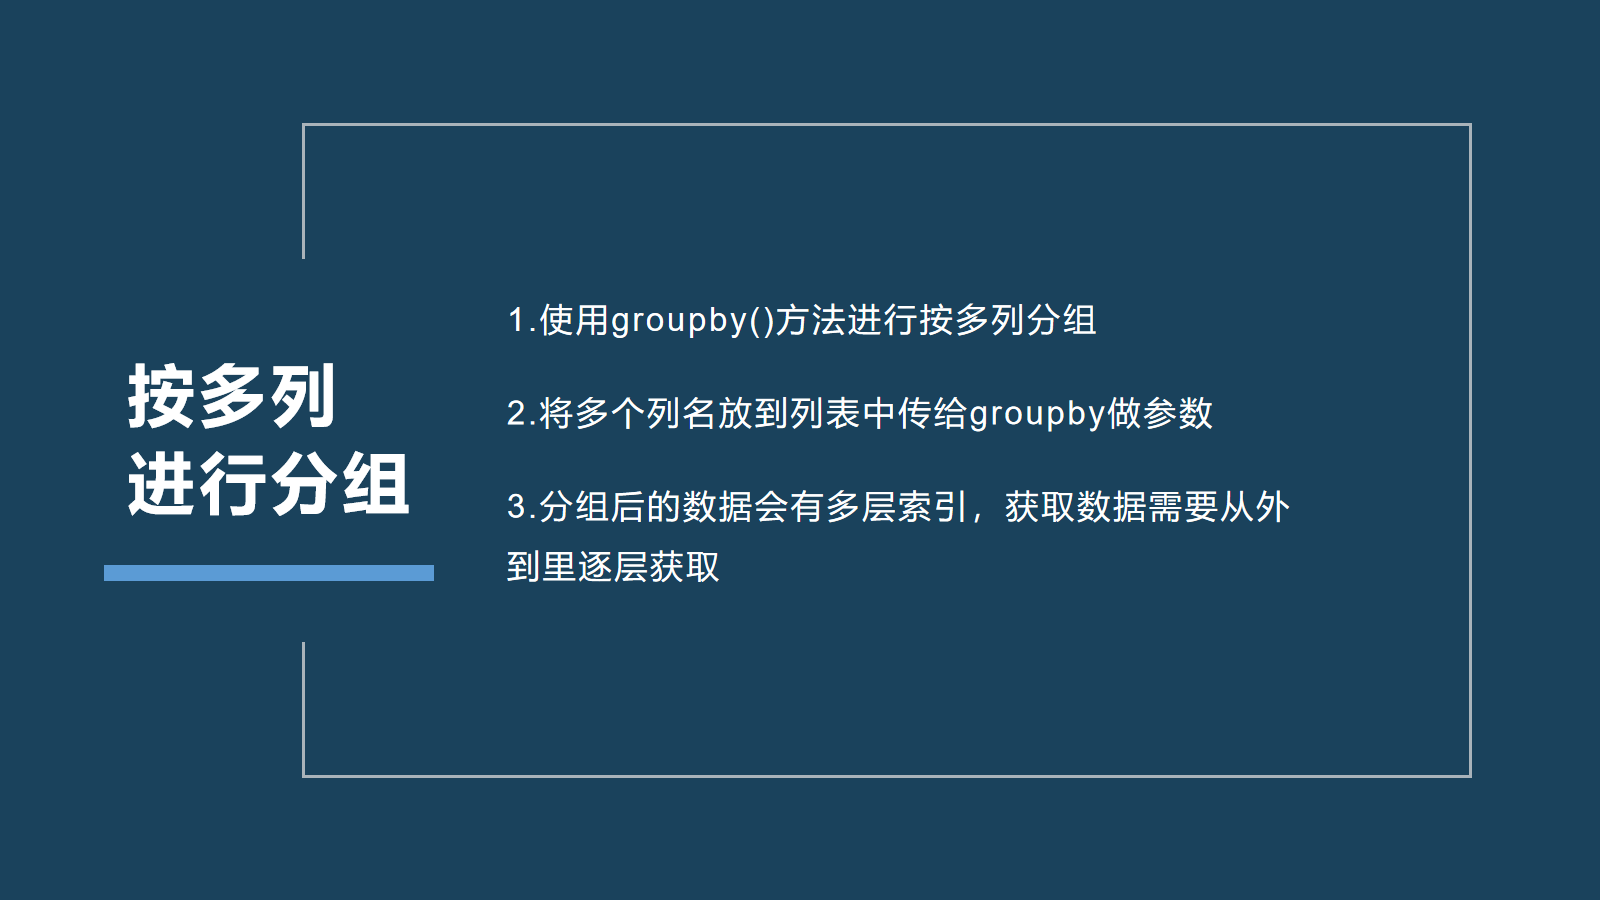 按多列
进行分组
1.使用groupby()方法进行按多列分组
2.将多个列名放到列表中传给groupby做参数
3.分组后的数据会有多层索引，获取数据需要从外
到里逐层获取